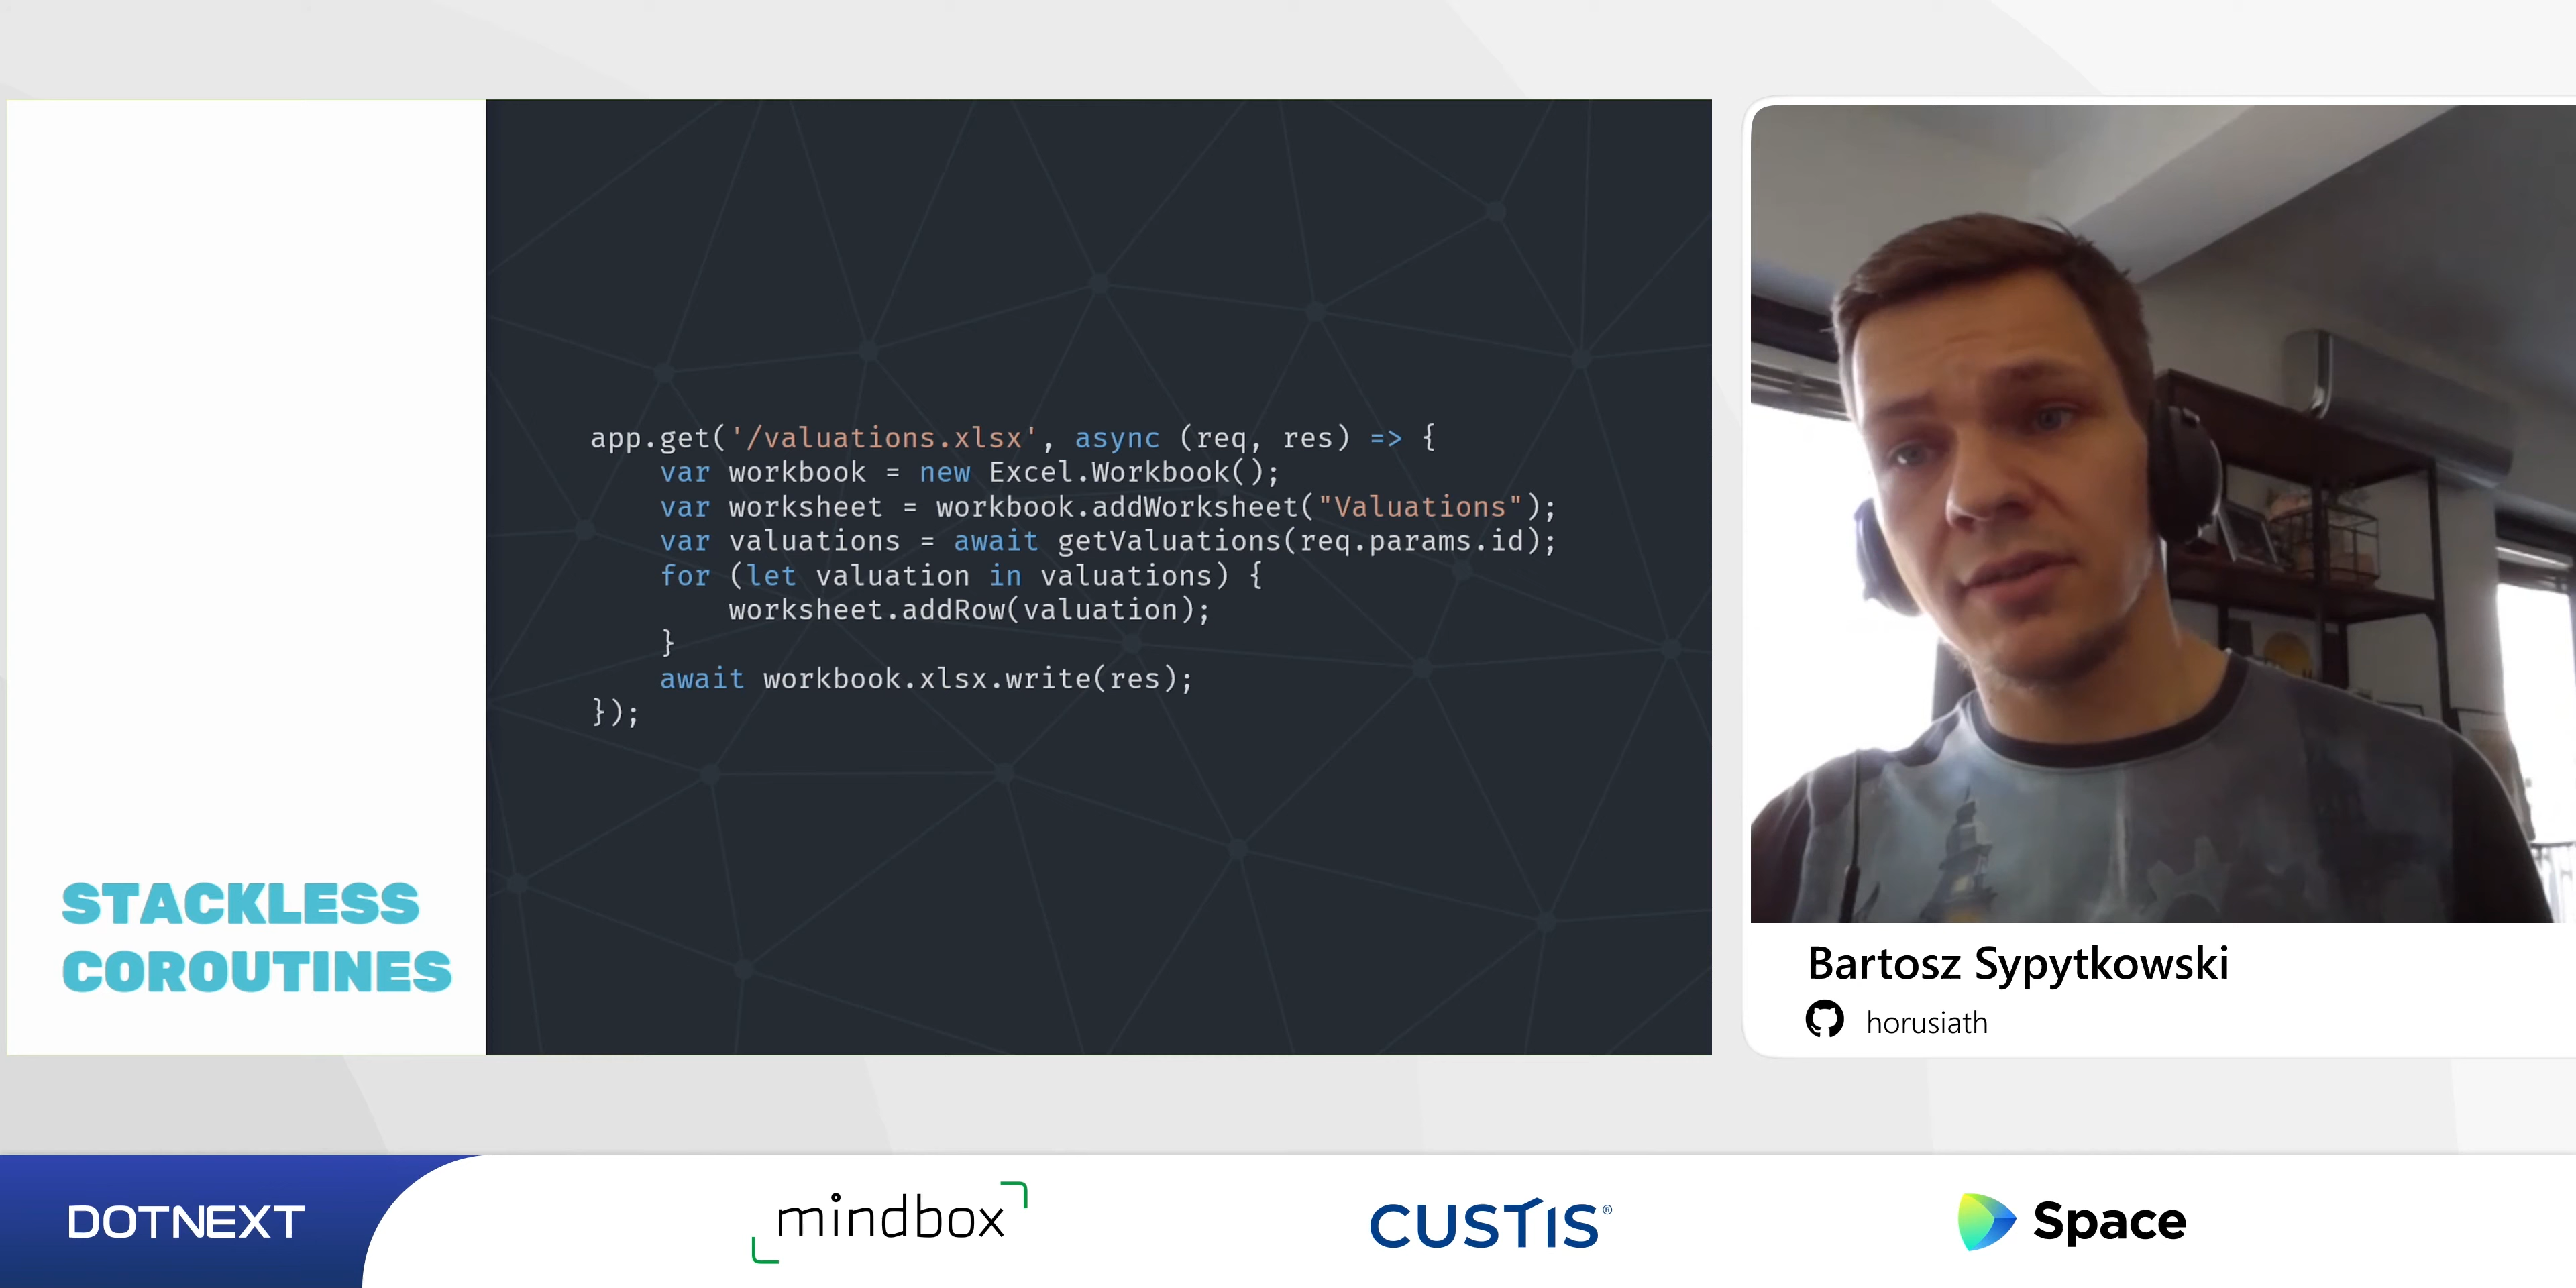 app.get('/valuations.xlsx', async (req, res) => {
var workbook = new Excel.Workbook();
var worksheet = workbook.addWorksheet("Valuations");
var valuations = await getValuations(req.params.id);
for (let valuation in valuations) {
worksheet.addRow(valuation);
}
await workbook.xlsx.write(res);
});
STACKLESS
COROUTINES
Bartosz Sypytkowski
horusiath
DOTNEXT
mindbox
CUSTIS®
Space